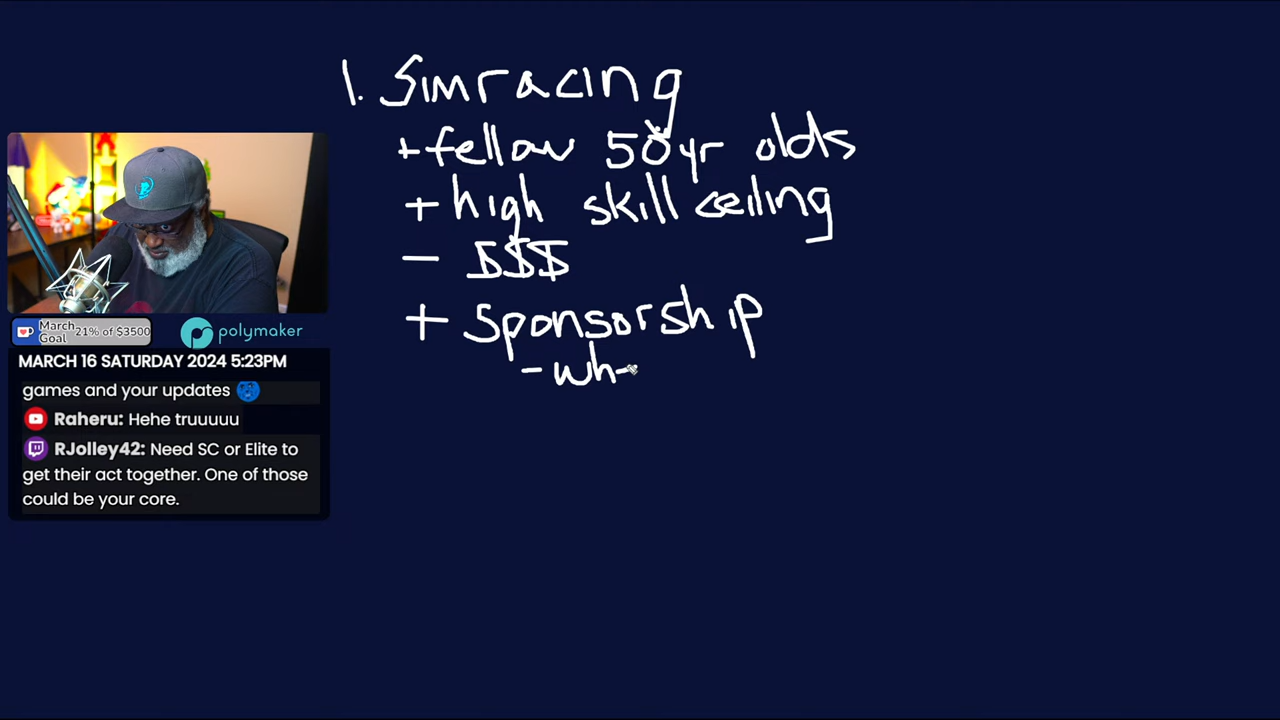 1. Simracing
+ fellow 50yr olds
+ high skill ceiling
- $$$
+ Sponsorship
March
Goal
21% of $3500
polymaker
MARCH 16 SATURDAY 2024 5:23PM
games and your updates
Raheru: Hehe truuuuu
RJolley42: Need SC or Elite to
get their act together. One of those
could be your core.